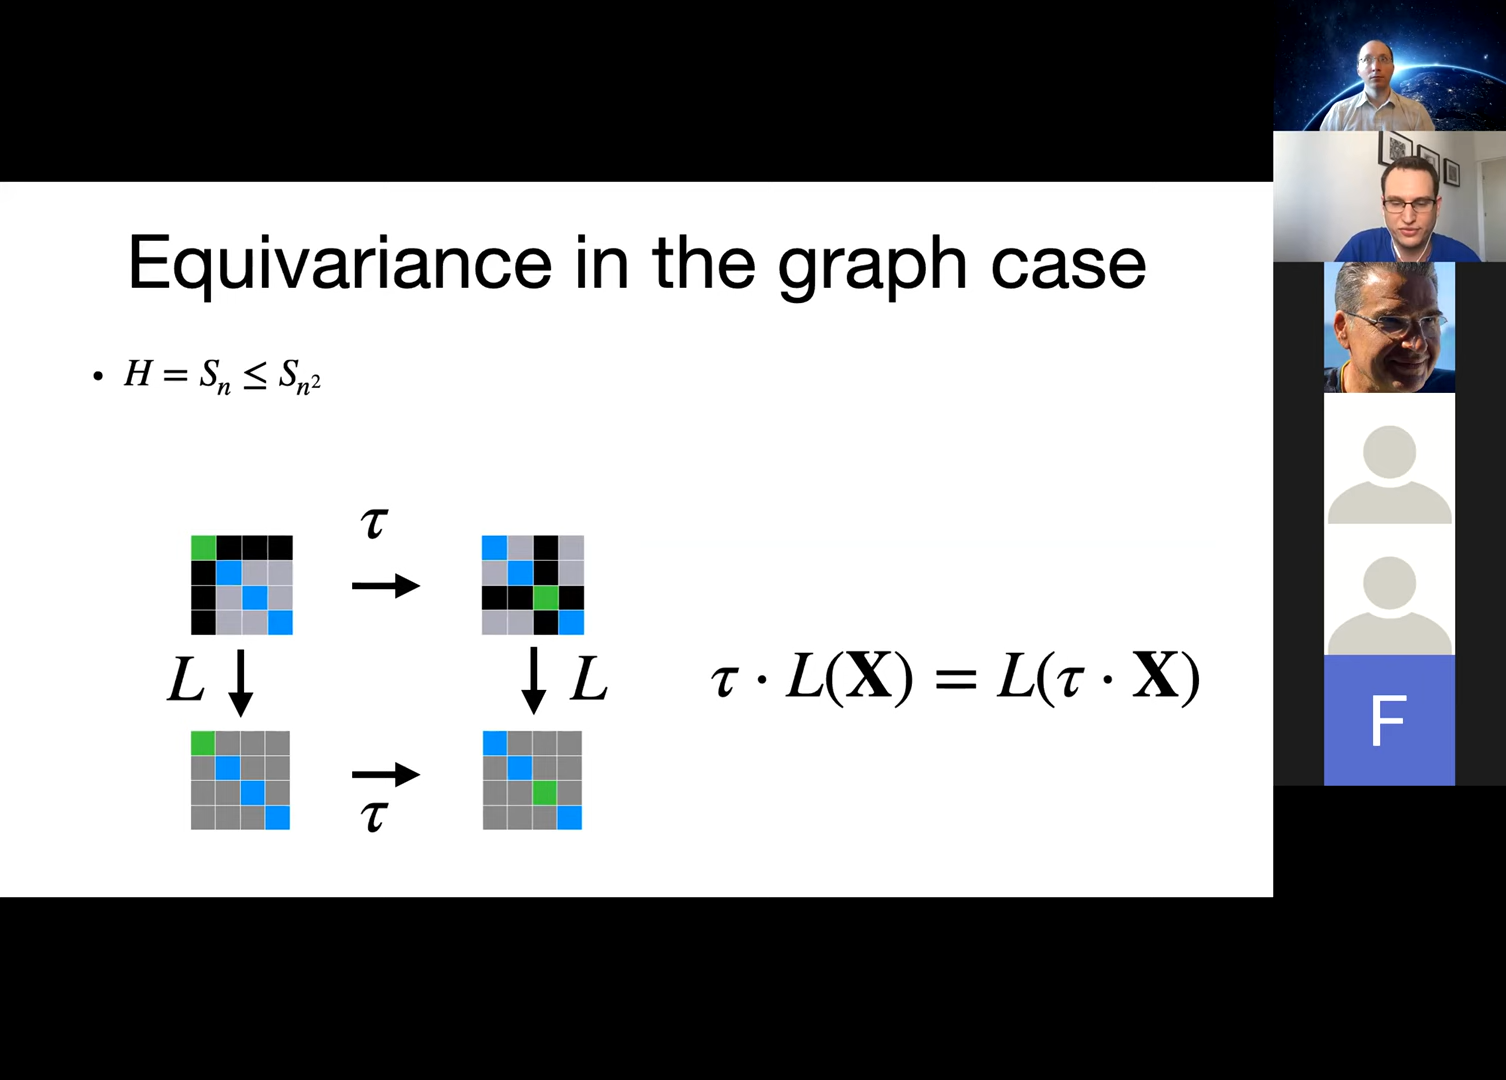 Equivariance in the graph case
• H = Sₙ ≤ Sₙ²
τ
L
L
τ · L(X) = L(τ · X)
τ
F